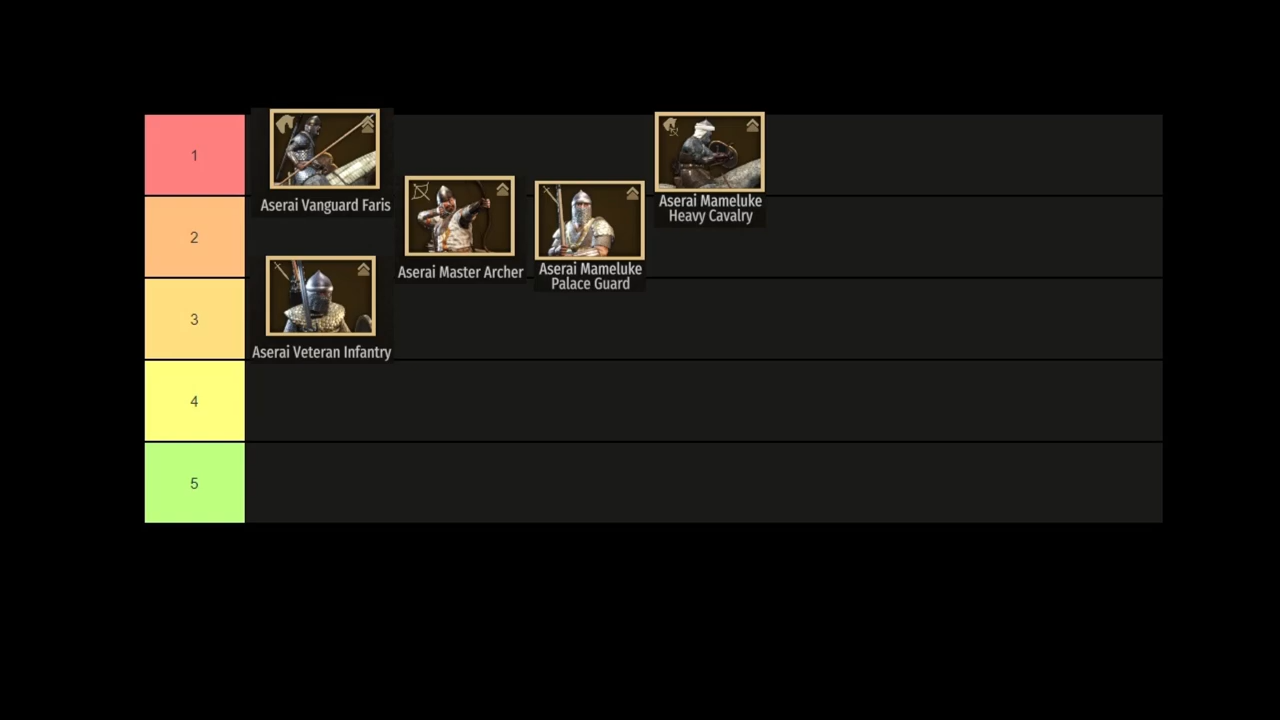 1
Aserai Vanguard Faris
Aserai Mameluke
Heavy Cavalry
2
Aserai Master Archer
Aserai Mameluke
Palace Guard
3
Aserai Veteran Infantry
4
5